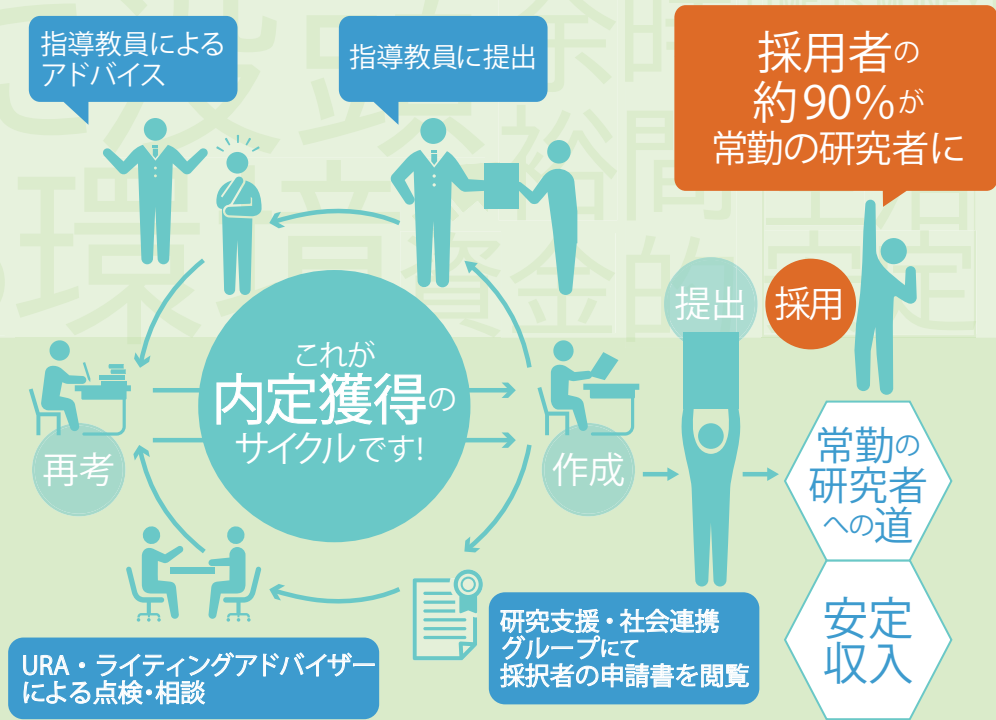 指導教員による
アドバイス
指導教員に提出
採用者の
約90%が
常勤の研究者に
提出
採用
これが
内定獲得の
サイクルです!
再考
作成
常勤の
研究者
への道
安定
収入
研究支援・社会連携
グループにて
採択者の申請書を閲覧
URA・ライティングアドバイザー
による点検・相談